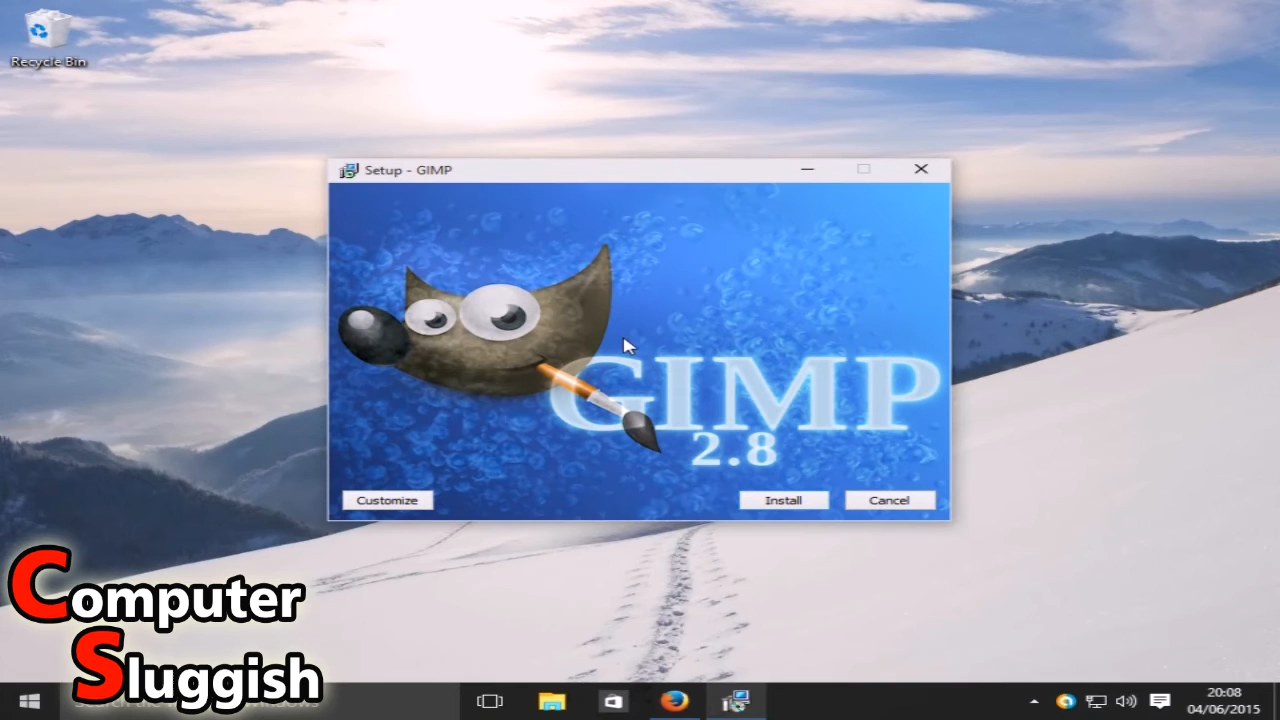 Recycle Bin
Setup - GIMP
GIMP
2.8
Customize
Install
Cancel
Computer
Sluggish
20:08
04/06/2015